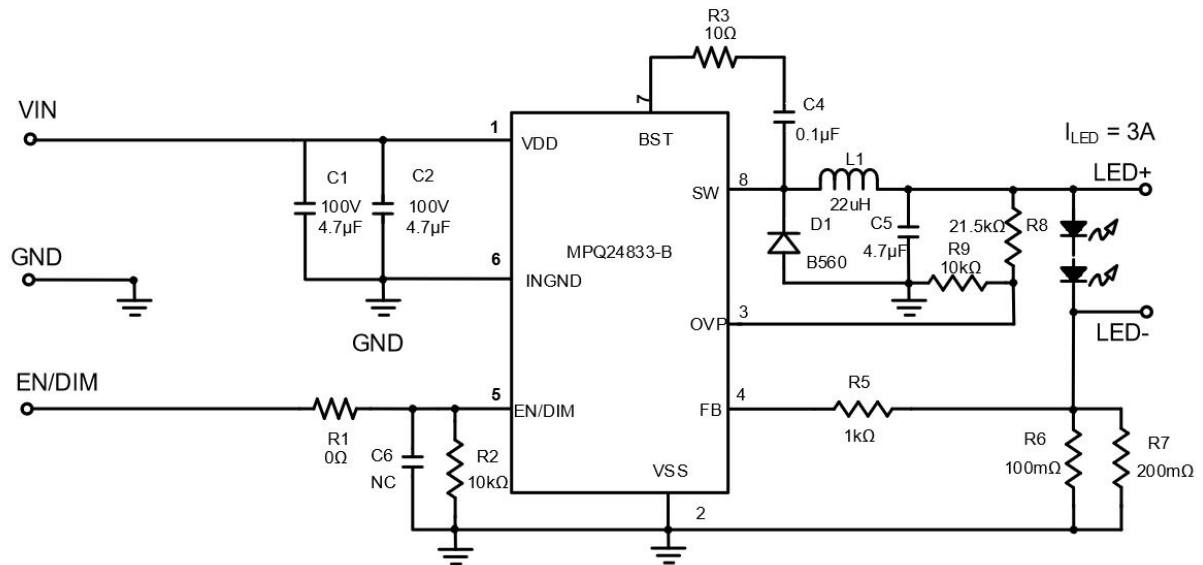 R3
10Ω
7
C4
0.1µF
I_LED = 3A
VIN
1
VDD
BST
8
SW
L1
22uH
LED+
C1
100V
4.7µF
C2
100V
4.7µF
D1
B560
C5
4.7µF
21.5kΩ
R8
R9
10kΩ
GND
6
INGND
MPQ24833-B
GND
OVP
3
LED-
EN/DIM
5
EN/DIM
FB
4
R5
1kΩ
R1
0Ω
C6
NC
R2
10kΩ
VSS
2
R6
100mΩ
R7
200mΩ